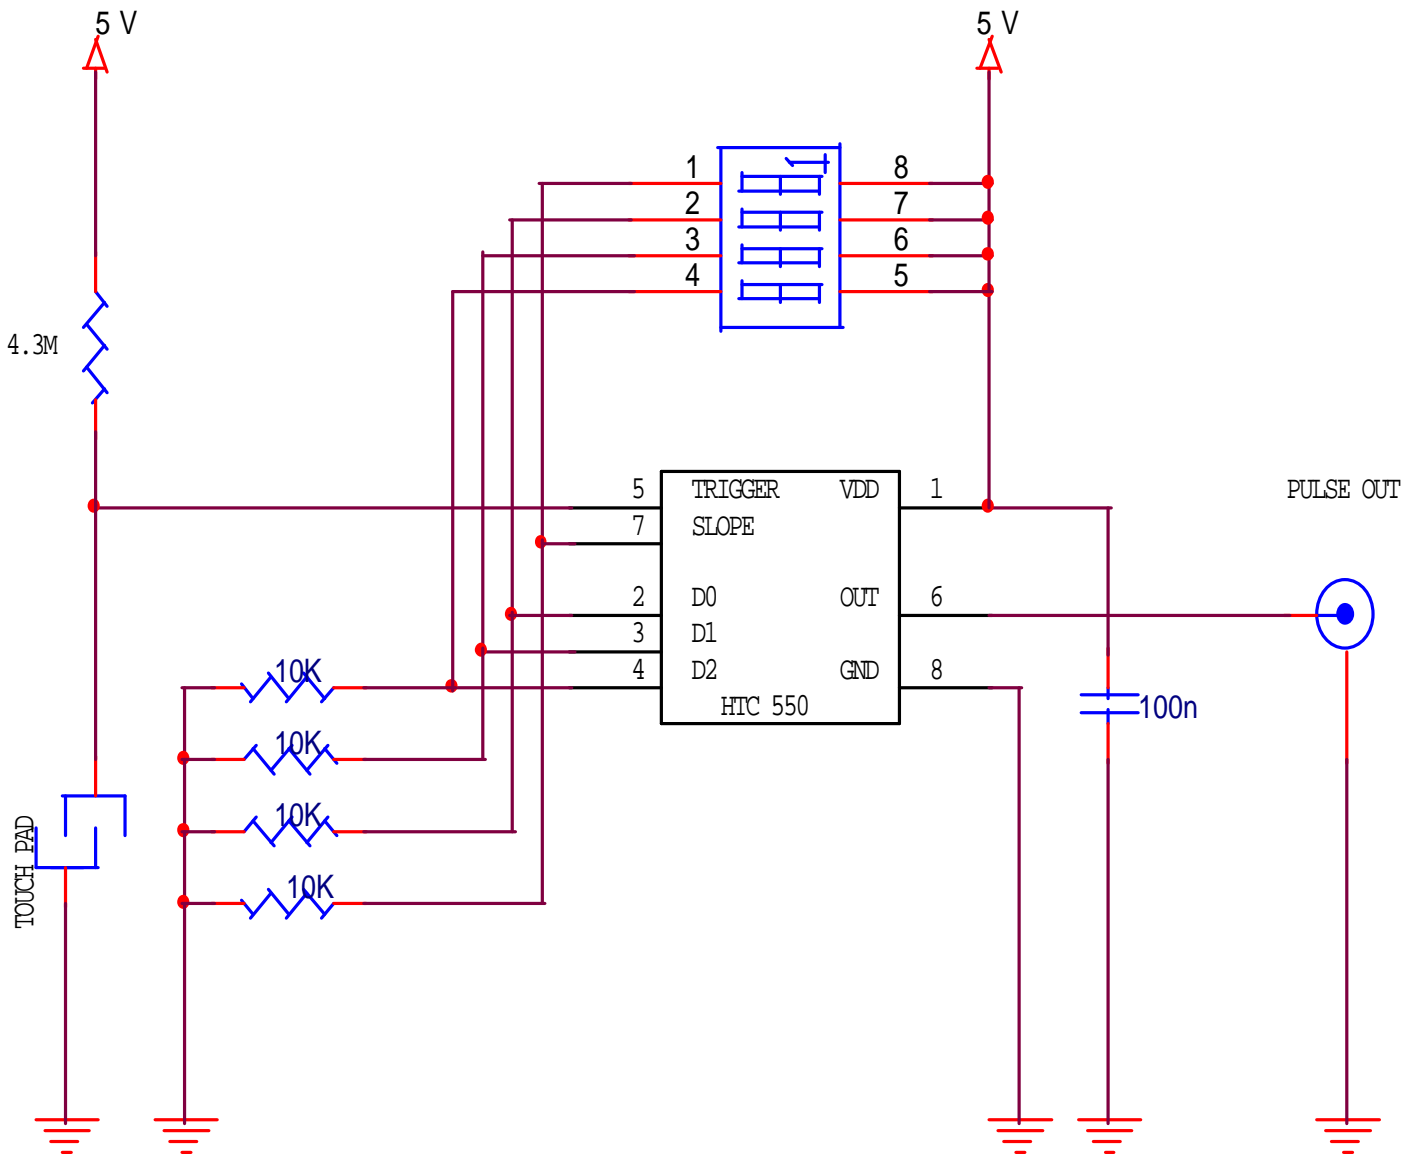 5 V
5 V
1
8
2
7
3
6
4
5
4.3M
5 TRIGGER VDD 1
PULSE OUT
7 SLOPE
2 D0 OUT 6
3 D1
4 D2 GND 8
HTC 550
10K
100n
10K
10K
10K
TOUCH PAD